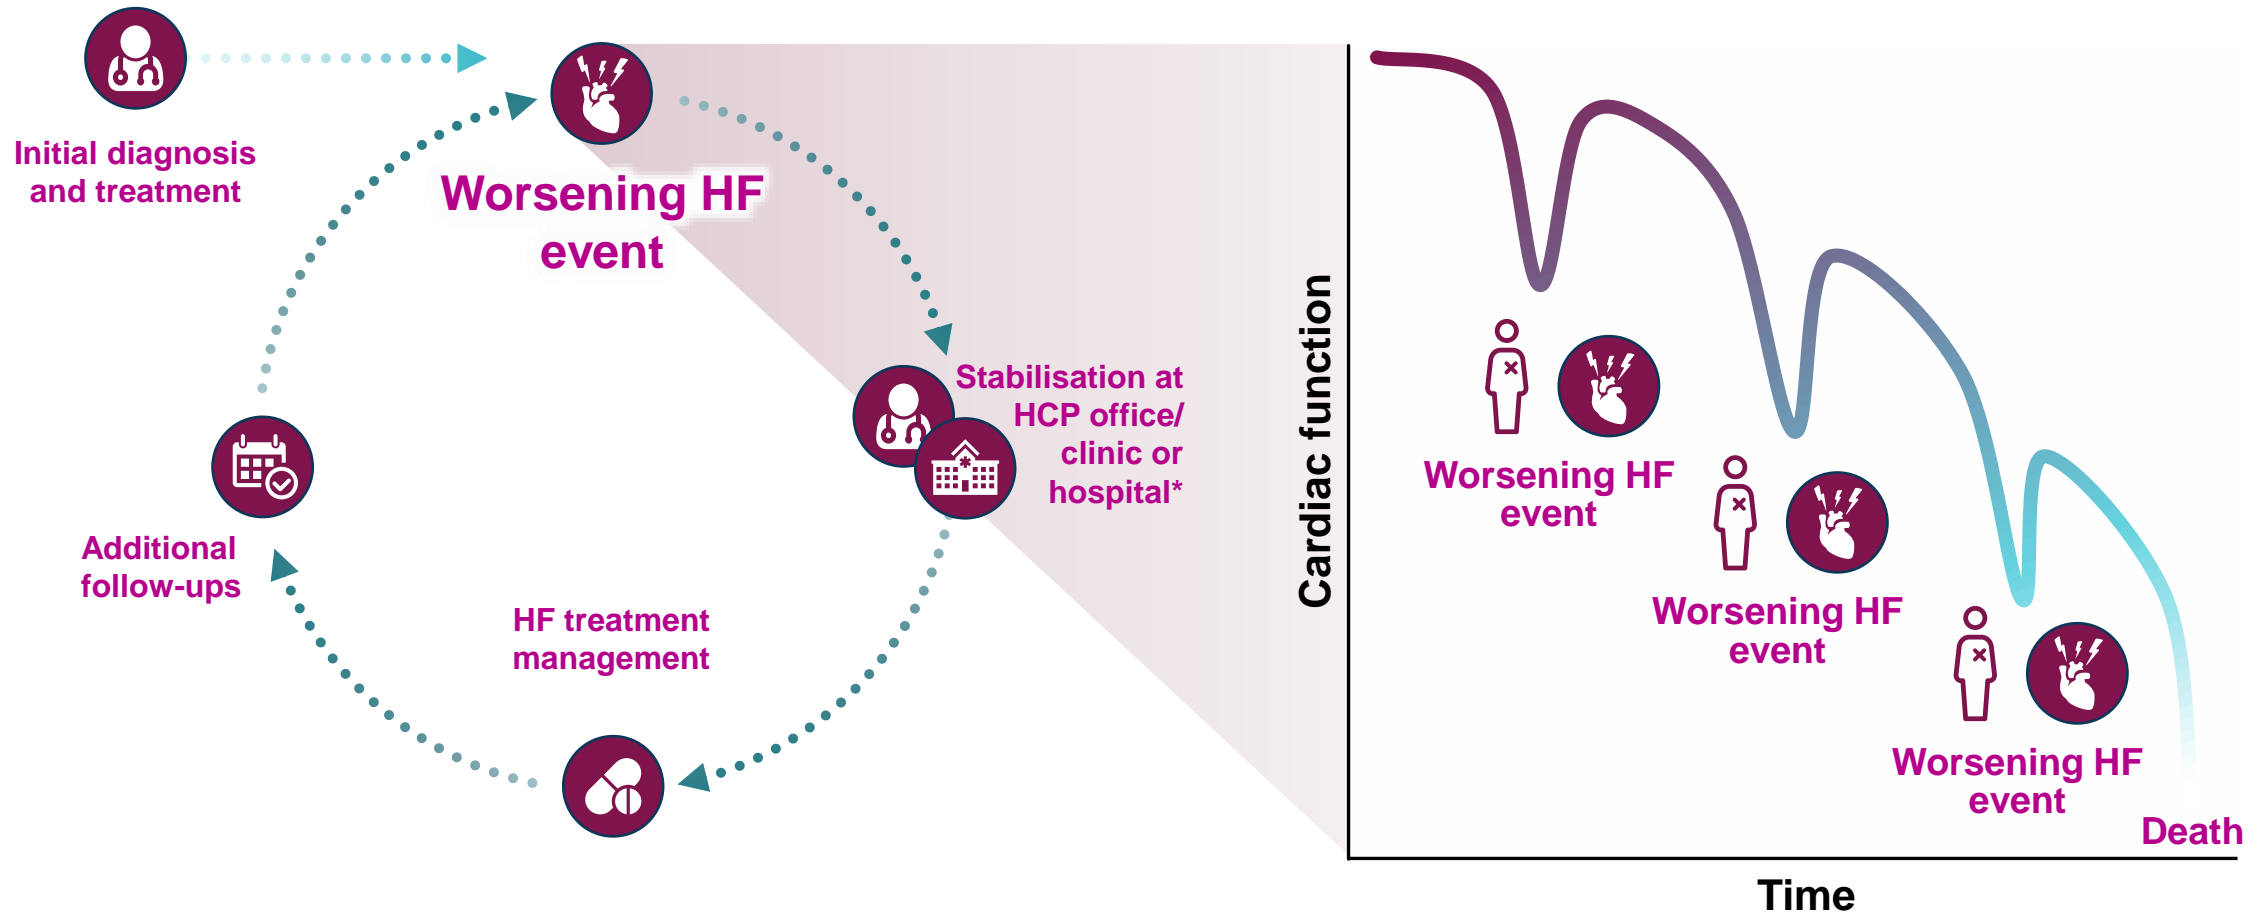 Initial diagnosis
and treatment
Worsening HF
event
Stabilisation at
HCP office/
clinic or
hospital*
HF treatment
management
Additional
follow-ups
Cardiac function
Worsening HF
event
Worsening HF
event
Worsening HF
event
Death
Time